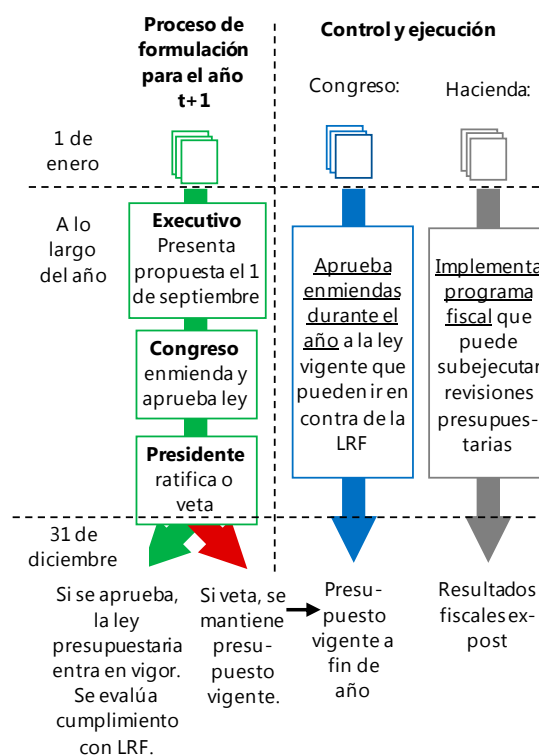 Proceso de
formulación
para el año
t+1
Control y ejecución
Congreso:
Hacienda:
1 de
enero
A lo
largo
del año
Executivo
Presenta
propuesta el 1
de septiembre
Congreso
enmienda y
aprueba ley
Presidente
ratifica o
veta
Aprueba
enmiendas
durante el
año a la ley
vigente que
pueden ir en
contra de la
LRF
Implementa
programa
fiscal que
puede
subejecutar
revisiones
presupues-
tarias
31 de
diciembre
Si se aprueba,
la ley
presupuestaria
entra en vigor.
Se evalúa
cumplimiento
con LRF.
Si veta, se
mantiene
presu-
puesto
vigente.
Presu-
puesto
vigente a
fin de
año
Resultados
fiscales ex-
post